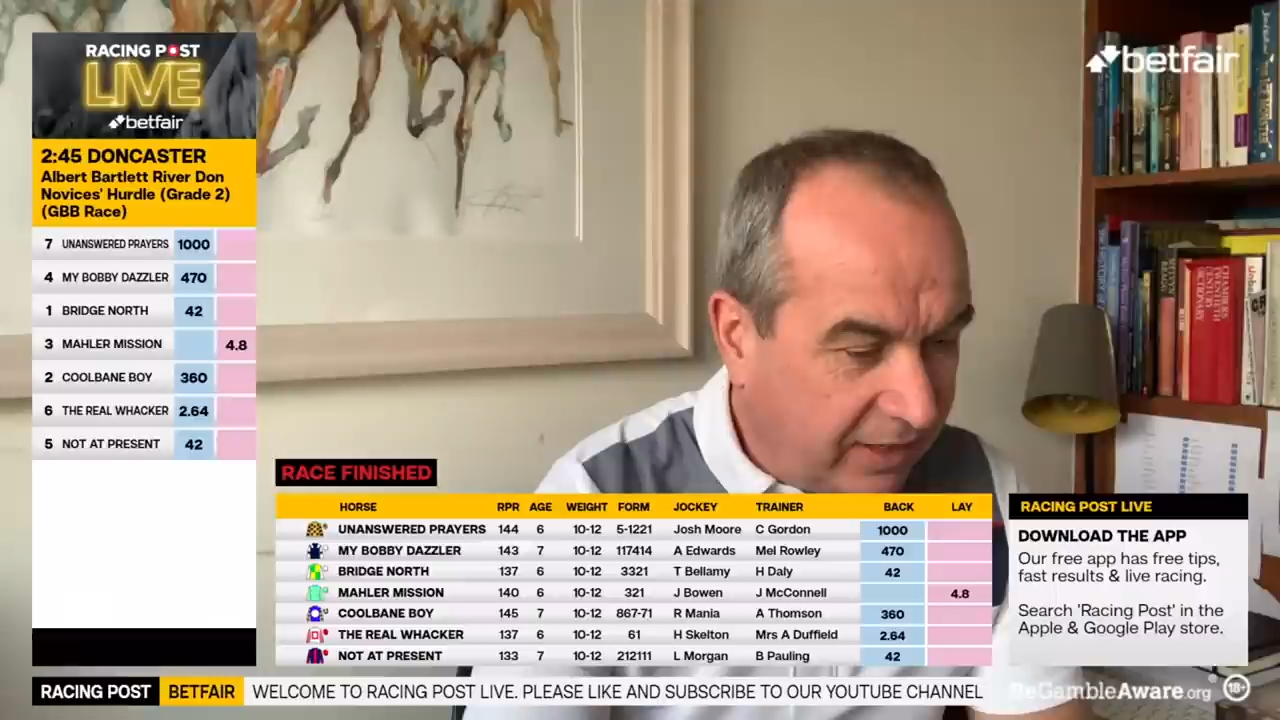 RACING POST
LIVE
betfair
betfair
2:45 DONCASTER
Albert Bartlett River Don
Novices' Hurdle (Grade 2)
(GBB Race)
7 UNANSWERED PRAYERS 1000
4 MY BOBBY DAZZLER 470
1 BRIDGE NORTH 42
3 MAHLER MISSION 4.8
2 COOLBANE BOY 360
6 THE REAL WHACKER 2.64
5 NOT AT PRESENT 42
CHAMBERS
TWENTIETH
CENTURY
DICTIONARY
RACE FINISHED
HORSE RPR AGE WEIGHT FORM JOCKEY TRAINER BACK LAY
UNANSWERED PRAYERS 144 6 10-12 5-1221 Josh Moore C Gordon 1000
MY BOBBY DAZZLER 143 7 10-12 117414 A Edwards Mel Rowley 470
BRIDGE NORTH 137 6 10-12 3321 T Bellamy H Daly 42
MAHLER MISSION 140 6 10-12 321 J Bowen J McConnell 4.8
COOLBANE BOY 145 7 10-12 867-71 R Mania A Thomson 360
THE REAL WHACKER 137 6 10-12 61 H Skelton Mrs A Duffield 2.64
NOT AT PRESENT 133 7 10-12 212111 L Morgan B Pauling 42
RACING POST LIVE
DOWNLOAD THE APP
Our free app has free tips,
fast results & live racing.
Search 'Racing Post' in the
Apple & Google Play store.
RACING POST BETFAIR WELCOME TO RACING POST LIVE. PLEASE LIKE AND SUBSCRIBE TO OUR YOUTUBE CHANNEL
BeGambleAware.org 18+